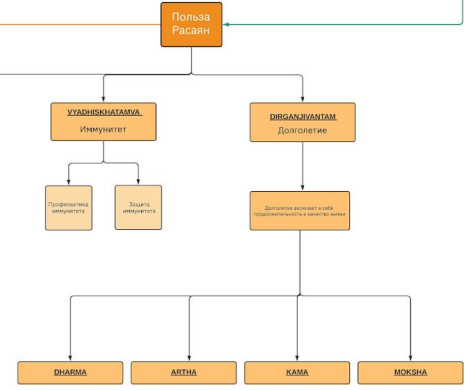 Польза
Расаян
VYADHISKHATAMVA
Иммунитет
DIRGANJIVANTAM
Долголетие
Профилактика
иммунитета
Защита
иммунитета
Долголетие включает в себя
продолжительность и качество жизни
DHARMA
ARTHA
KAMA
MOKSHA